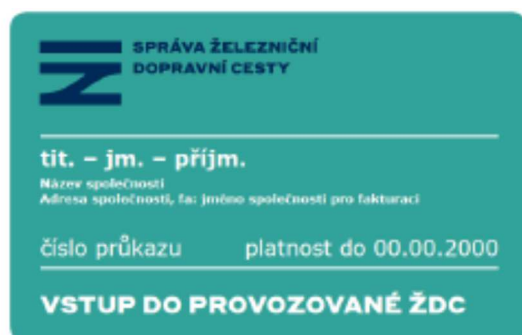 SPRÁVA ŽELEZNIČNÍ
DOPRAVNÍ CESTY
tit. – jm. – příjm.
Název společnosti
Adresa společnosti, fa: jméno společnosti pro fakturaci
číslo průkazu platnost do 00.00.2000
VSTUP DO PROVOZOVANÉ ŽDC